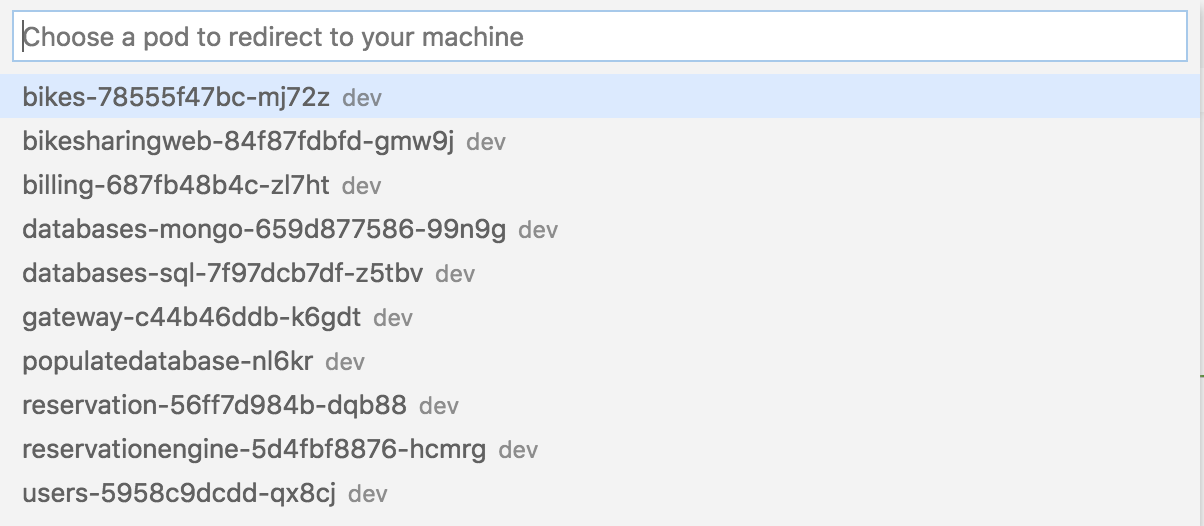 Choose a pod to redirect to your machine
bikes-78555f47bc-mj72z dev
bikesharingweb-84f87fdbfd-gmw9j dev
billing-687fb48b4c-zl7ht dev
databases-mongo-659d877586-99n9g dev
databases-sql-7f97dcb7df-z5tbv dev
gateway-c44b46ddb-k6gdt dev
populatedatabase-nl6kr dev
reservation-56ff7d984b-dqb88 dev
reservationengine-5d4fbf8876-hcmrg dev
users-5958c9dcdd-qx8cj dev